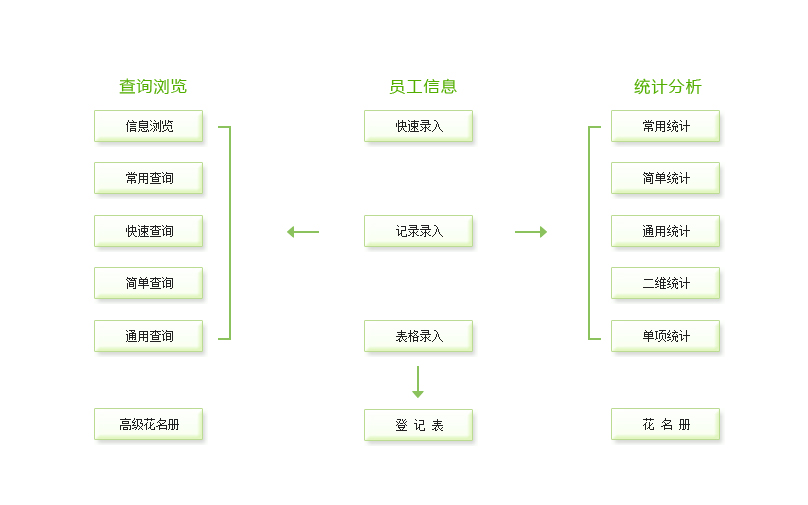 查询浏览
员工信息
统计分析
信息浏览
快速录入
常用统计
常用查询
简单统计
快速查询
记录录入
通用统计
简单查询
二维统计
通用查询
表格录入
单项统计
高级花名册
登 记 表
花 名 册